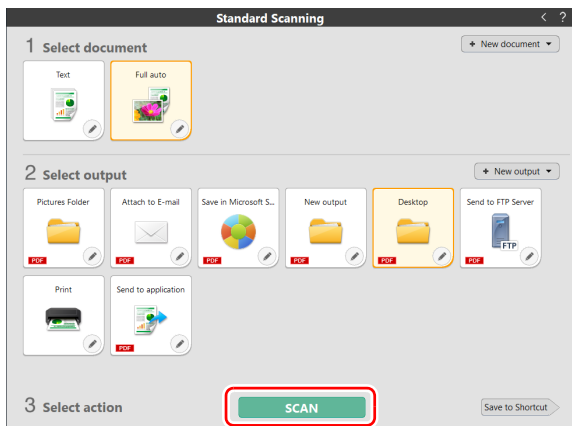 Standard Scanning < ?
1 Select document + New document
Text Full auto
2 Select output + New output
Pictures Folder Attach to E-mail Save in Microsoft S... New output Desktop Send to FTP Server
FTP
PDF PDF PDF PDF PDF PDF
Print Send to application
PDF
3 Select action SCAN Save to Shortcut